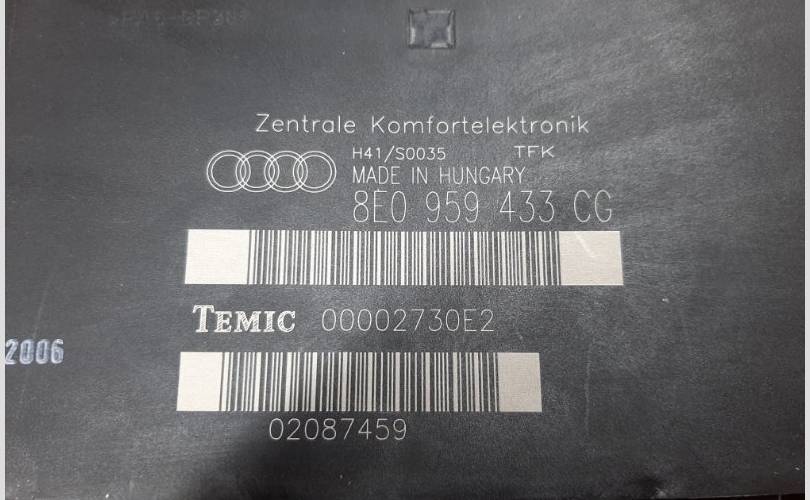 Zentrale Komfortelektronik
H41/S0035 TFK
MADE IN HUNGARY
8E0 959 433 CG
TEMIC 00002730E2
2006
02087459